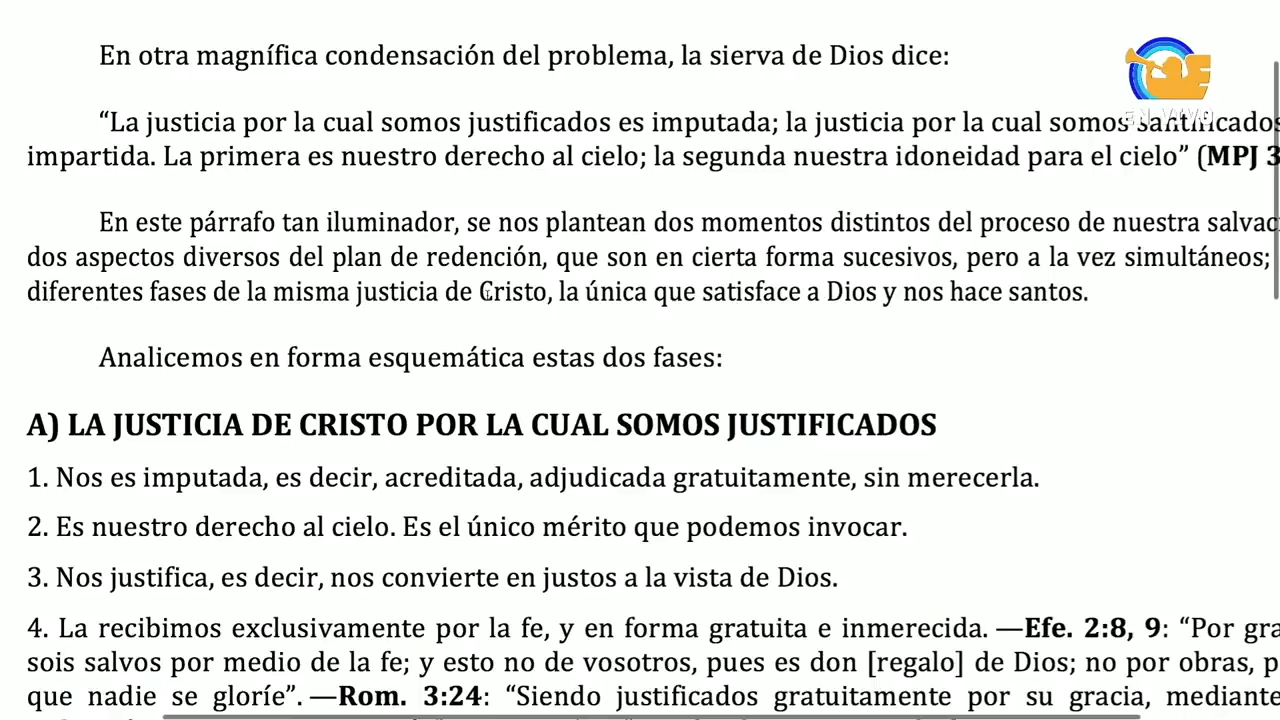 En otra magnífica condensación del problema, la sierva de Dios dice:
“La justicia por la cual somos justificados es imputada; la justicia por la cual somos santificados
impartida. La primera es nuestro derecho al cielo; la segunda nuestra idoneidad para el cielo” (MPJ 3
En este párrafo tan iluminador, se nos plantean dos momentos distintos del proceso de nuestra salvac
dos aspectos diversos del plan de redención, que son en cierta forma sucesivos, pero a la vez simultáneos;
diferentes fases de la misma justicia de Cristo, la única que satisface a Dios y nos hace santos.
Analicemos en forma esquemática estas dos fases:
A) LA JUSTICIA DE CRISTO POR LA CUAL SOMOS JUSTIFICADOS
1. Nos es imputada, es decir, acreditada, adjudicada gratuitamente, sin merecerla.
2. Es nuestro derecho al cielo. Es el único mérito que podemos invocar.
3. Nos justifica, es decir, nos convierte en justos a la vista de Dios.
4. La recibimos exclusivamente por la fe, y en forma gratuita e inmerecida. —Efe. 2:8, 9: “Por gra
sois salvos por medio de la fe; y esto no de vosotros, pues es don [regalo] de Dios; no por obras, p
que nadie se gloríe”. —Rom. 3:24: “Siendo justificados gratuitamente por su gracia, mediante
EN VIVO